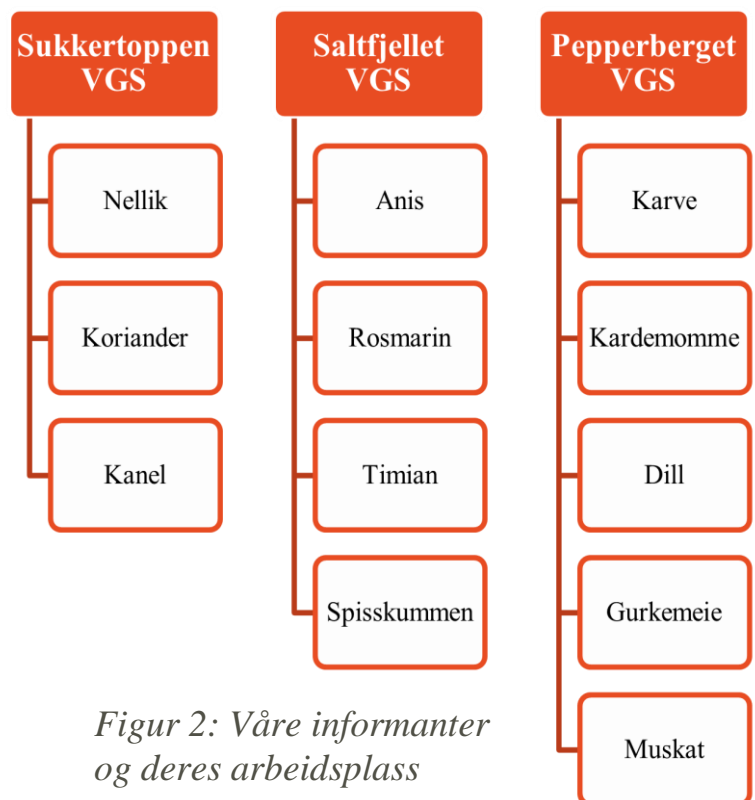 Sukkertoppen
VGS
Nellik
Koriander
Kanel
Saltfjellet
VGS
Anis
Rosmarin
Timian
Spisskummen
Pepperberget
VGS
Karve
Kardemomme
Dill
Gurkemeie
Muskat
Figur 2: Våre informanter
og deres arbeidsplass